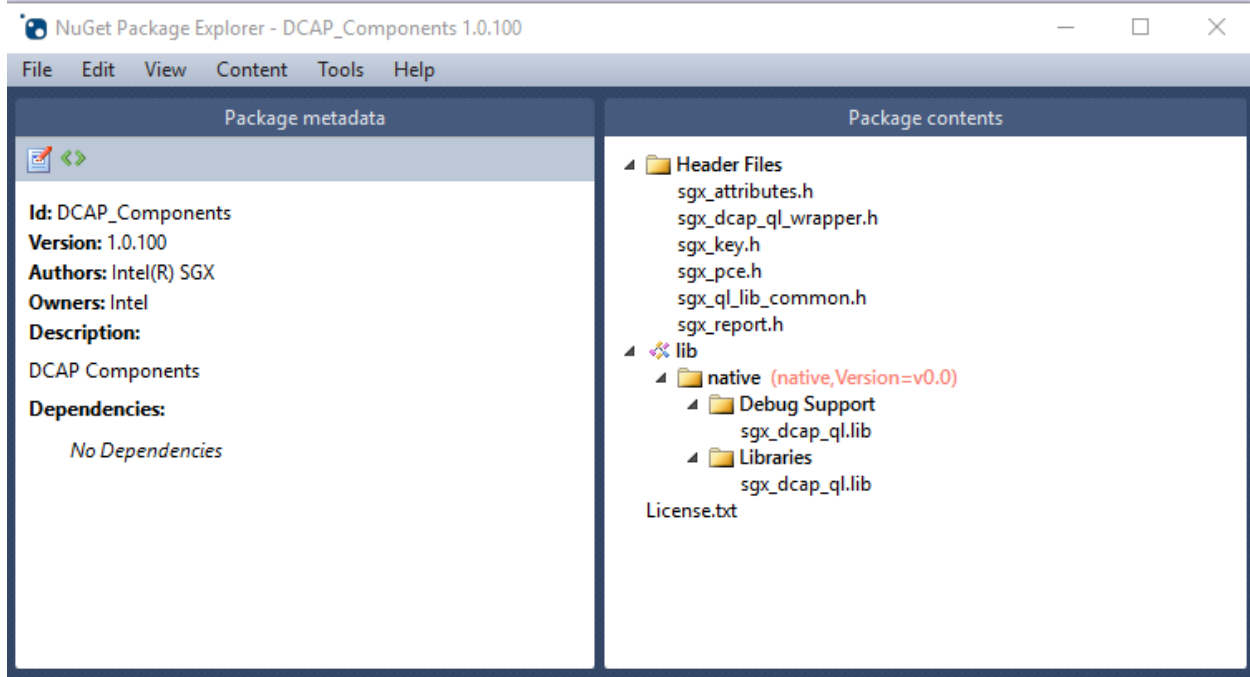 NuGet Package Explorer - DCAP_Components 1.0.100
File Edit View Content Tools Help
Package metadata
Id: DCAP_Components
Version: 1.0.100
Authors: Intel(R) SGX
Owners: Intel
Description:
DCAP Components
Dependencies:
No Dependencies
Package contents
Header Files
sgx_attributes.h
sgx_dcap_ql_wrapper.h
sgx_key.h
sgx_pce.h
sgx_ql_lib_common.h
sgx_report.h
lib
native (native,Version=v0.0)
Debug Support
sgx_dcap_ql.lib
Libraries
sgx_dcap_ql.lib
License.txt